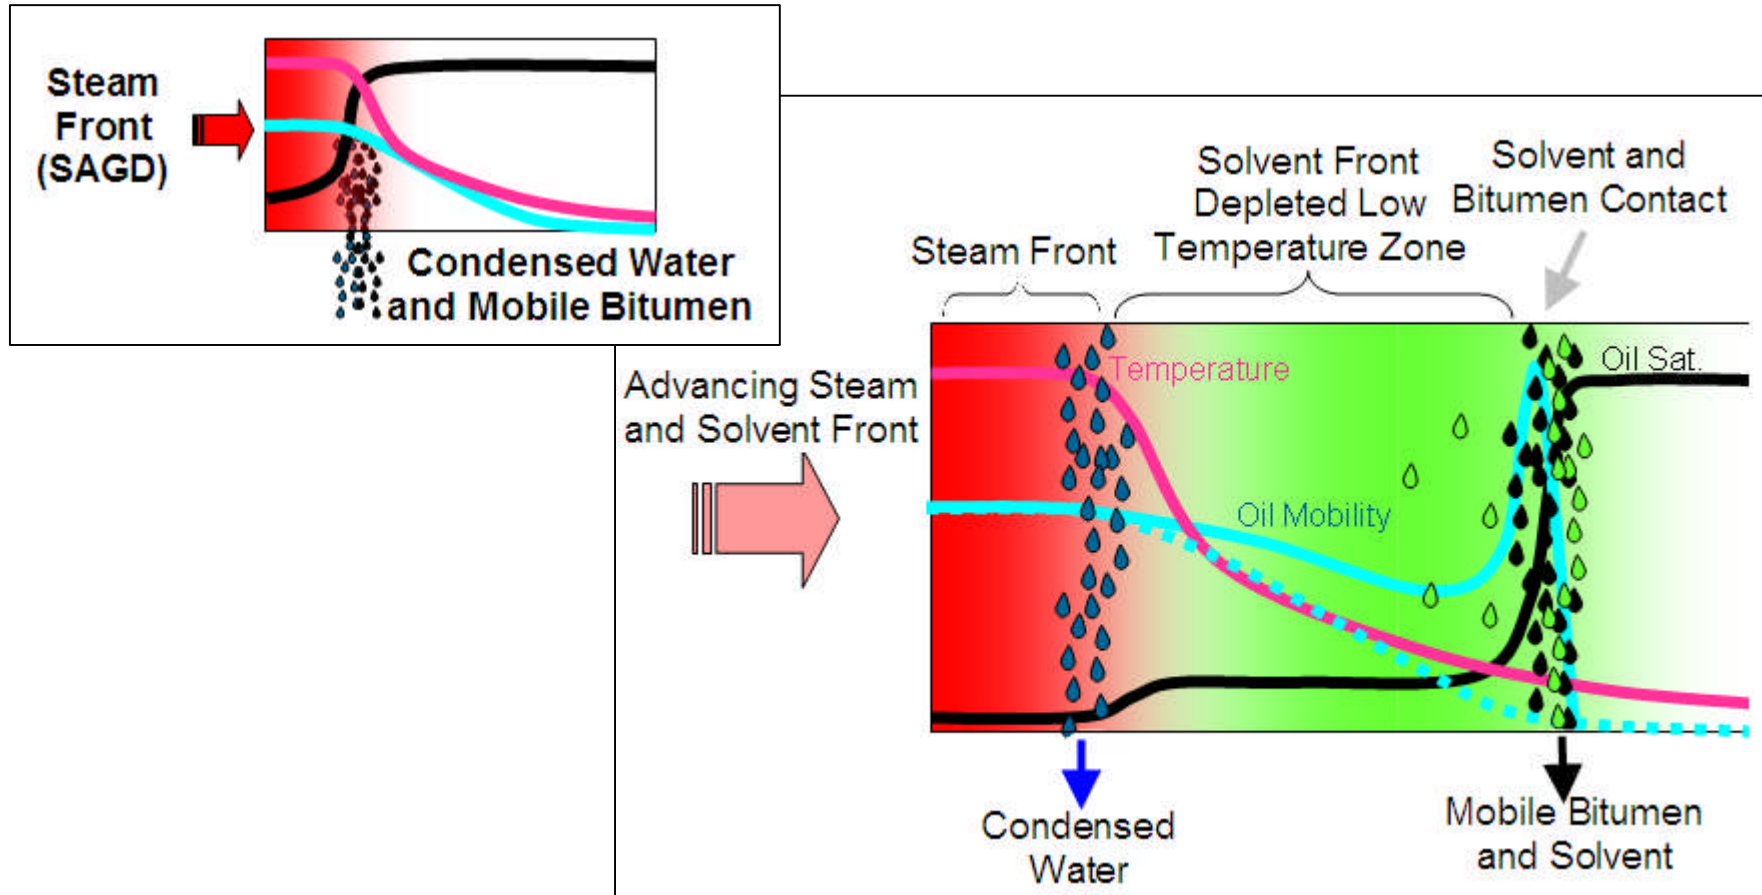 Steam
Front
(SAGD)
Condensed Water
and Mobile Bitumen
Solvent Front
Depleted Low
Temperature Zone
Solvent and
Bitumen Contact
Steam Front
Advancing Steam
and Solvent Front
Temperature
Oil Sat.
Oil Mobility
Condensed
Water
Mobile Bitumen
and Solvent